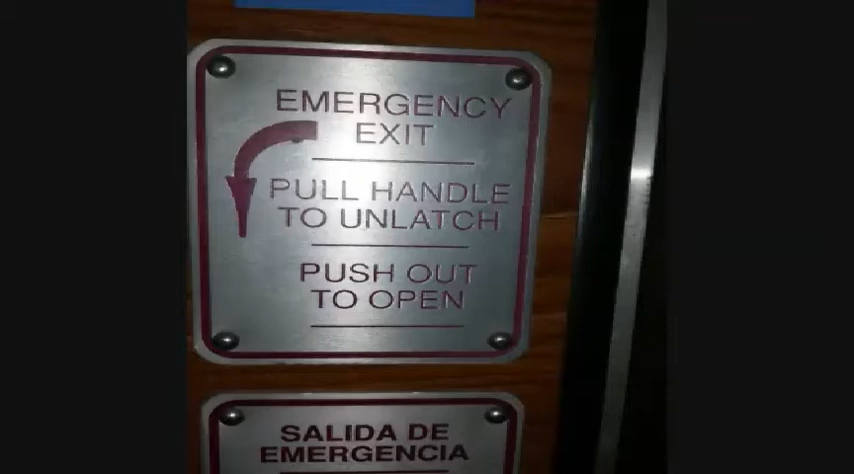 EMERGENCY
EXIT
PULL HANDLE
TO UNLATCH
PUSH OUT
TO OPEN
SALIDA DE
EMERGENCIA